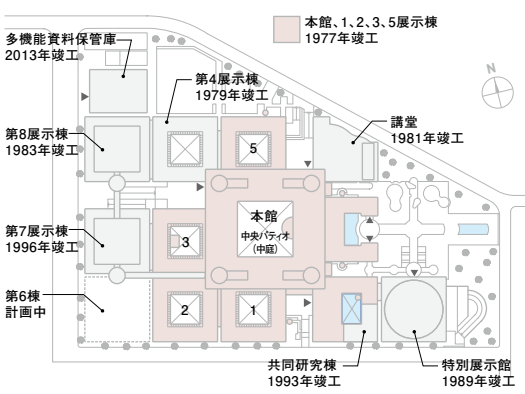 本館、1、2、3、5展示棟
1977年竣工
多機能資料保管庫
2013年竣工
第4展示棟
1979年竣工
N
講堂
1981年竣工
第8展示棟
1983年竣工
5
本館
中央パティオ
(中庭)
第7展示棟
1996年竣工
3
第6棟
計画中
2
1
共同研究棟
1993年竣工
特別展示館
1989年竣工